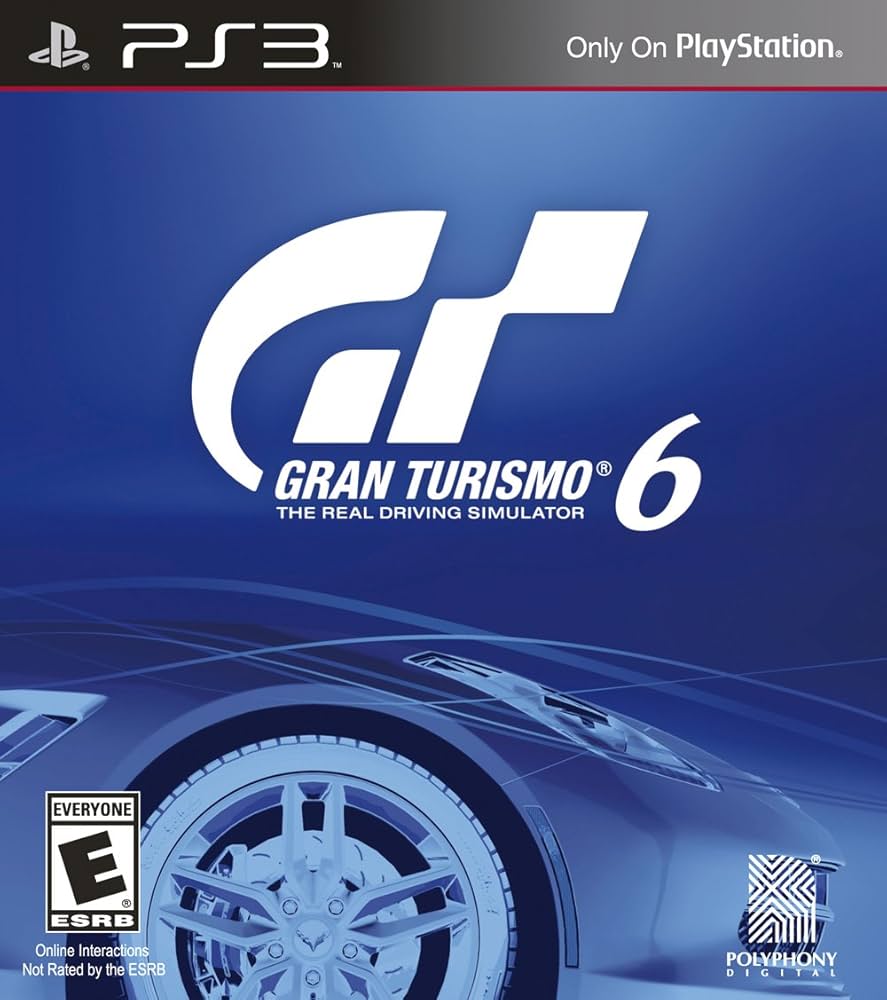 PS3™
Only On PlayStation®
GT
GRAN TURISMO® 6
THE REAL DRIVING SIMULATOR
EVERYONE
E®
ESRB
Online Interactions
Not Rated by the ESRB
®
POLYPHONY
DIGITAL